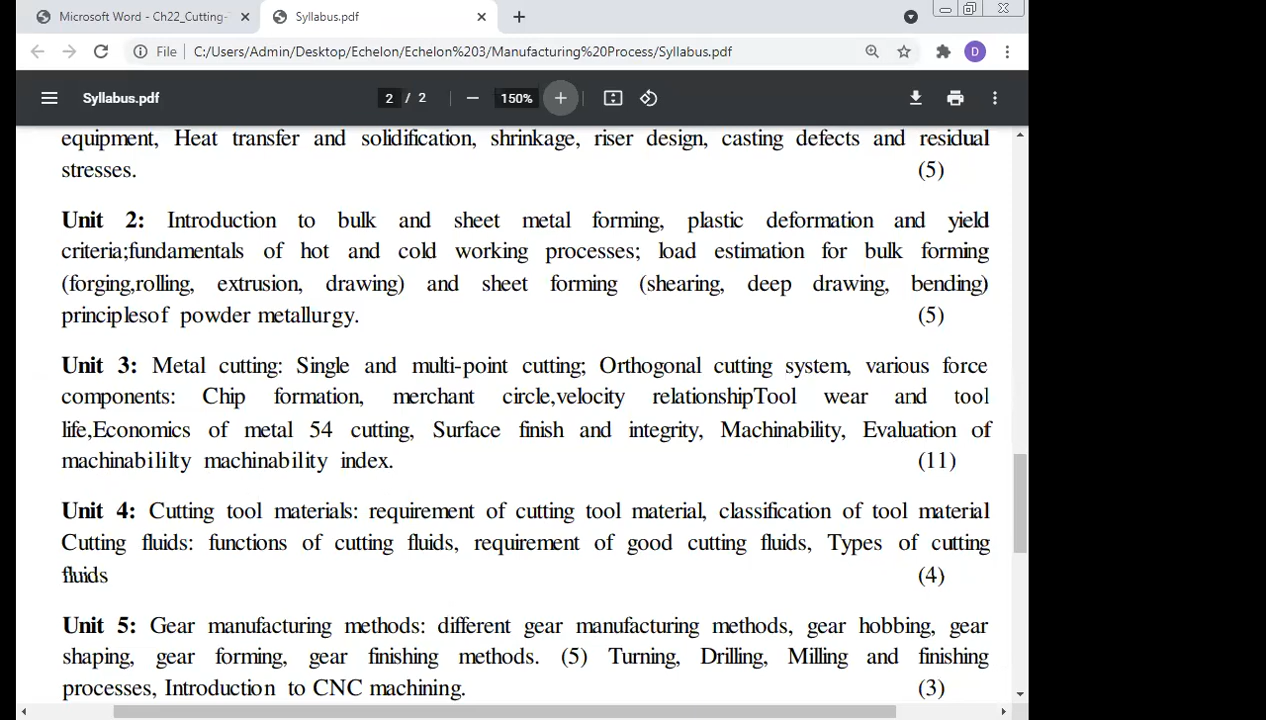 Microsoft Word - Ch22_Cutting-
Syllabus.pdf
File
C:/Users/Admin/Desktop/Echelon/Echelon%203/Manufacturing%20Process/Syllabus.pdf
D
Syllabus.pdf
2 / 2
150%
equipment, Heat transfer and solidification, shrinkage, riser design, casting defects and residual
stresses. (5)
Unit 2: Introduction to bulk and sheet metal forming, plastic deformation and yield
criteria;fundamentals of hot and cold working processes; load estimation for bulk forming
(forging,rolling, extrusion, drawing) and sheet forming (shearing, deep drawing, bending)
principlesof powder metallurgy. (5)
Unit 3: Metal cutting: Single and multi-point cutting; Orthogonal cutting system, various force
components: Chip formation, merchant circle,velocity relationshipTool wear and tool
life,Economics of metal 54 cutting, Surface finish and integrity, Machinability, Evaluation of
machinabililty machinability index. (11)
Unit 4: Cutting tool materials: requirement of cutting tool material, classification of tool material
Cutting fluids: functions of cutting fluids, requirement of good cutting fluids, Types of cutting
fluids (4)
Unit 5: Gear manufacturing methods: different gear manufacturing methods, gear hobbing, gear
shaping, gear forming, gear finishing methods. (5) Turning, Drilling, Milling and finishing
processes, Introduction to CNC machining. (3)